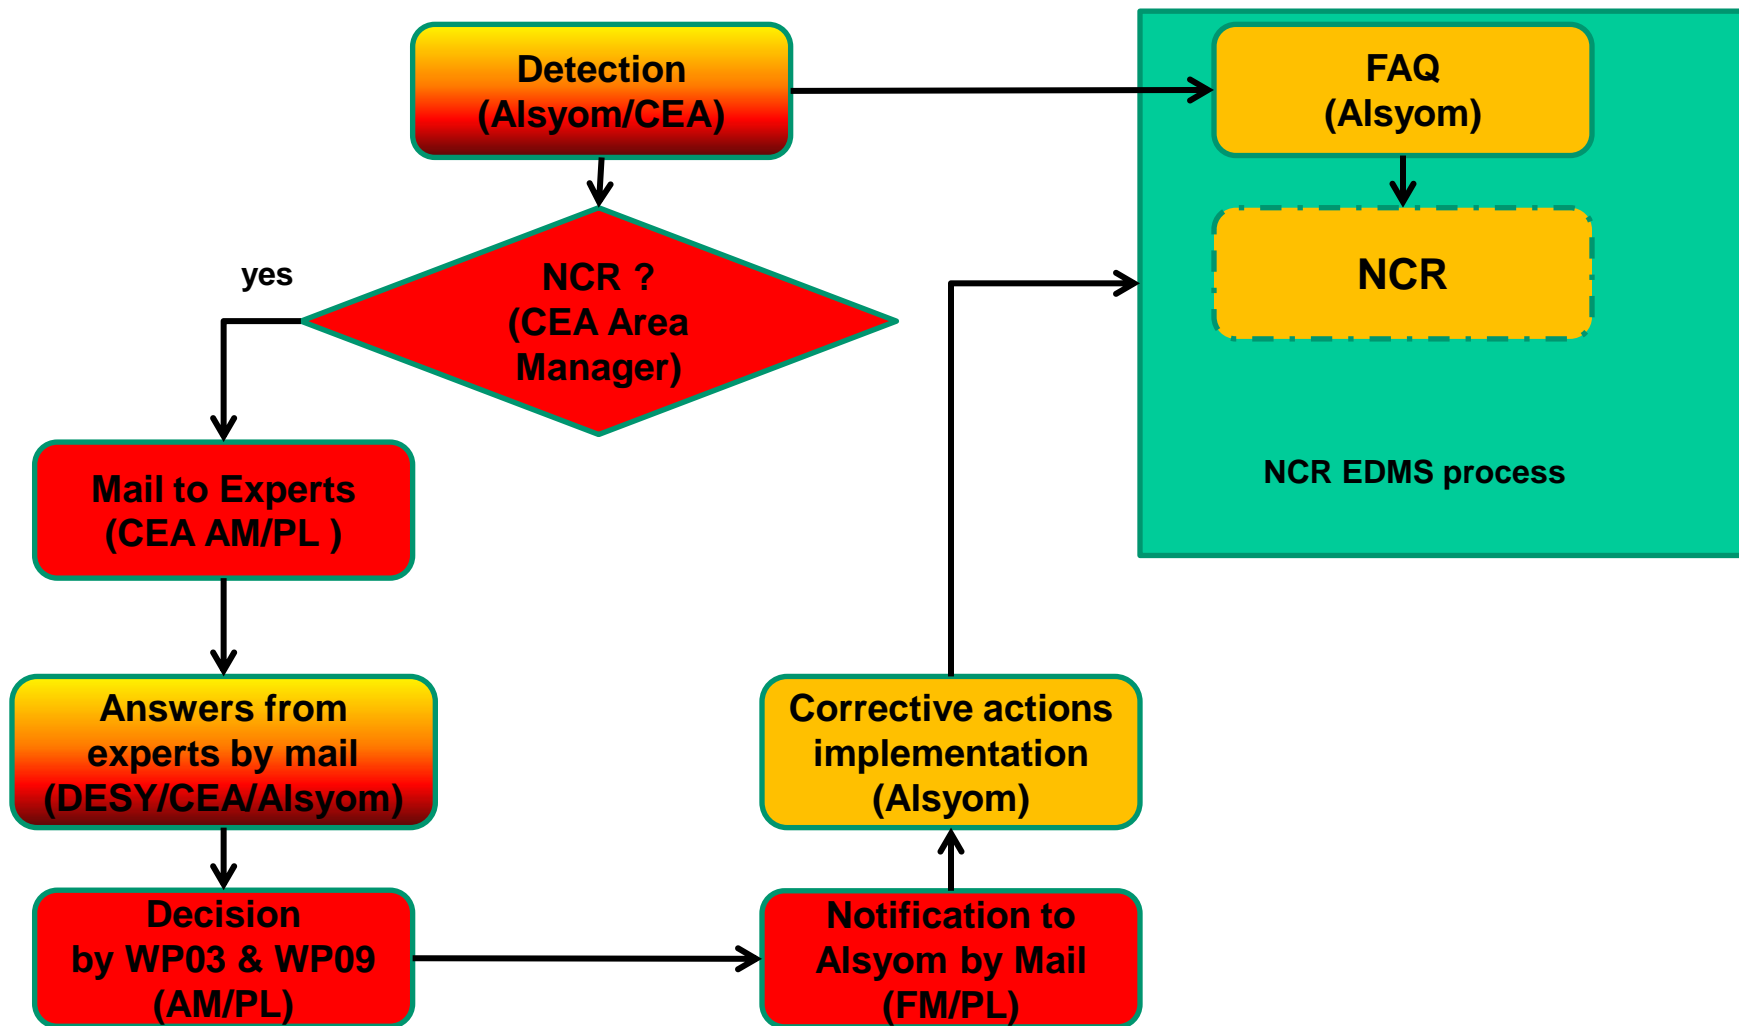 Detection
(Alsyom/CEA)
FAQ
(Alsyom)
NCR ?
(CEA Area
Manager)
yes
NCR
NCR EDMS process
Mail to Experts
(CEA AM/PL )
Answers from
experts by mail
(DESY/CEA/Alsyom)
Corrective actions
implementation
(Alsyom)
Decision
by WP03 & WP09
(AM/PL)
Notification to
Alsyom by Mail
(FM/PL)